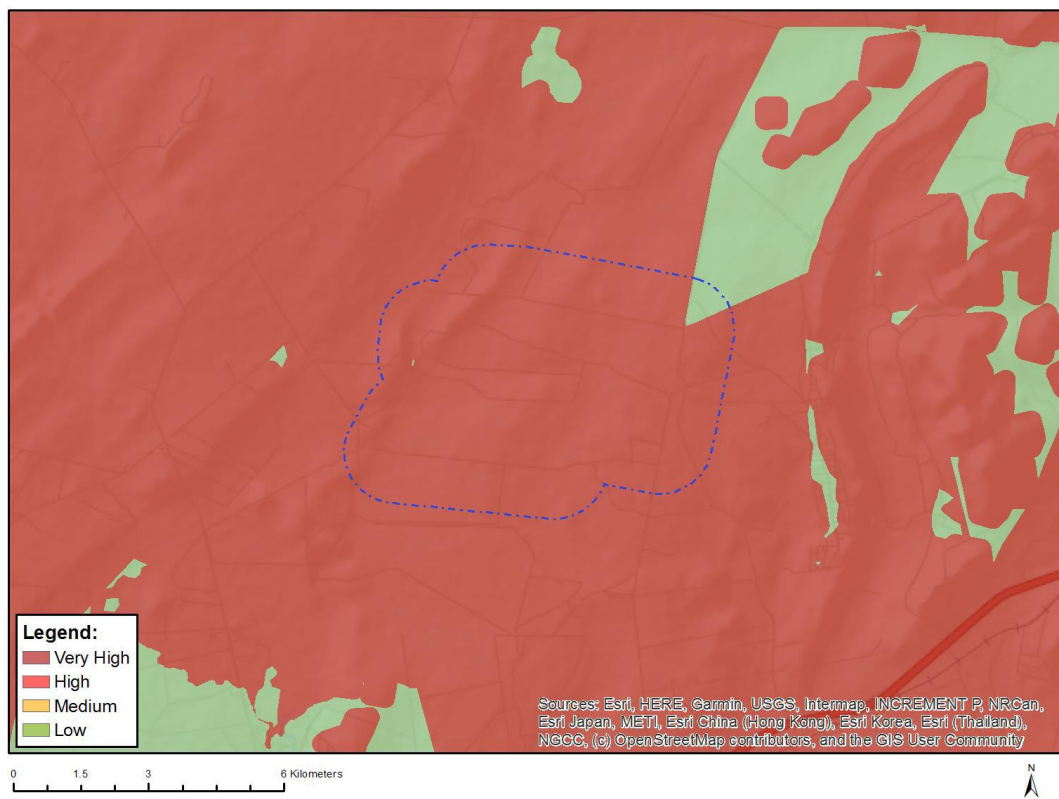 Legend:
Very High
High
Medium
Low
Sources: Esri, HERE, Garmin, USGS, Intermap, INCREMENT P, NRCan,
Esri Japan, METI, Esri China (Hong Kong), Esri Korea, Esri (Thailand),
NGCC, (c) OpenStreetMap contributors, and the GIS User Community
0 1.5 3 6 Kilometers
N